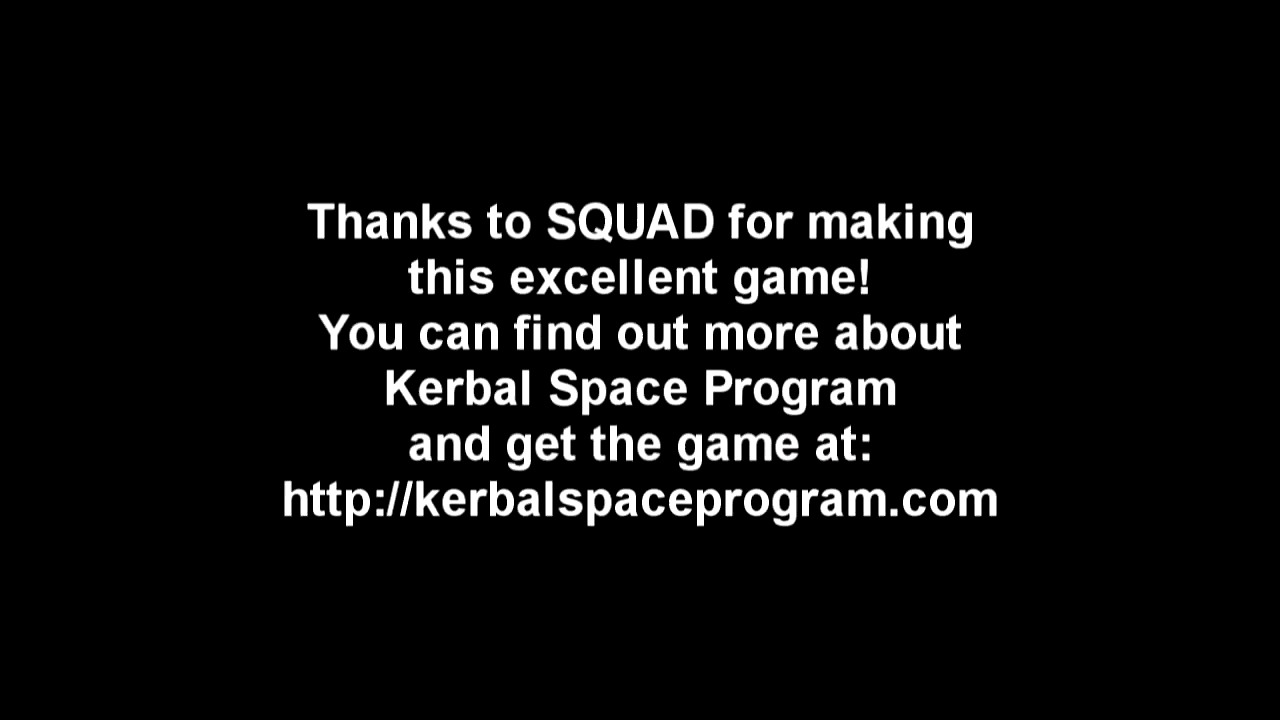 Thanks to SQUAD for making
this excellent game!
You can find out more about
Kerbal Space Program
and get the game at:
http://kerbalspaceprogram.com